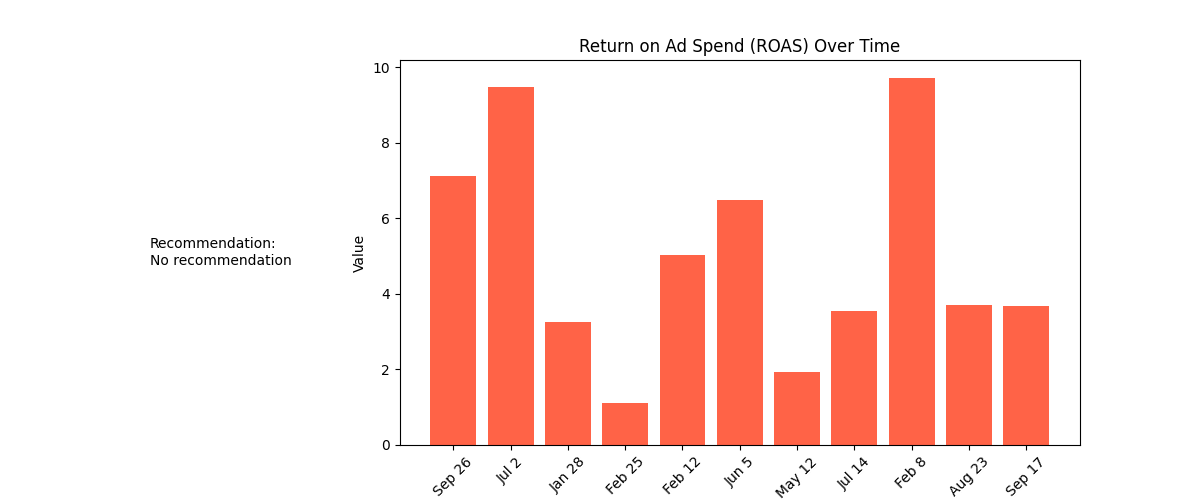 Return on Ad Spend (ROAS) Over Time
10
8
6
4
2
0
Value
Recommendation:
No recommendation
Sep 26
Jul 2
Jan 28
Feb 25
Feb 12
Jun 5
May 12
Jul 14
Feb 8
Aug 23
Sep 17